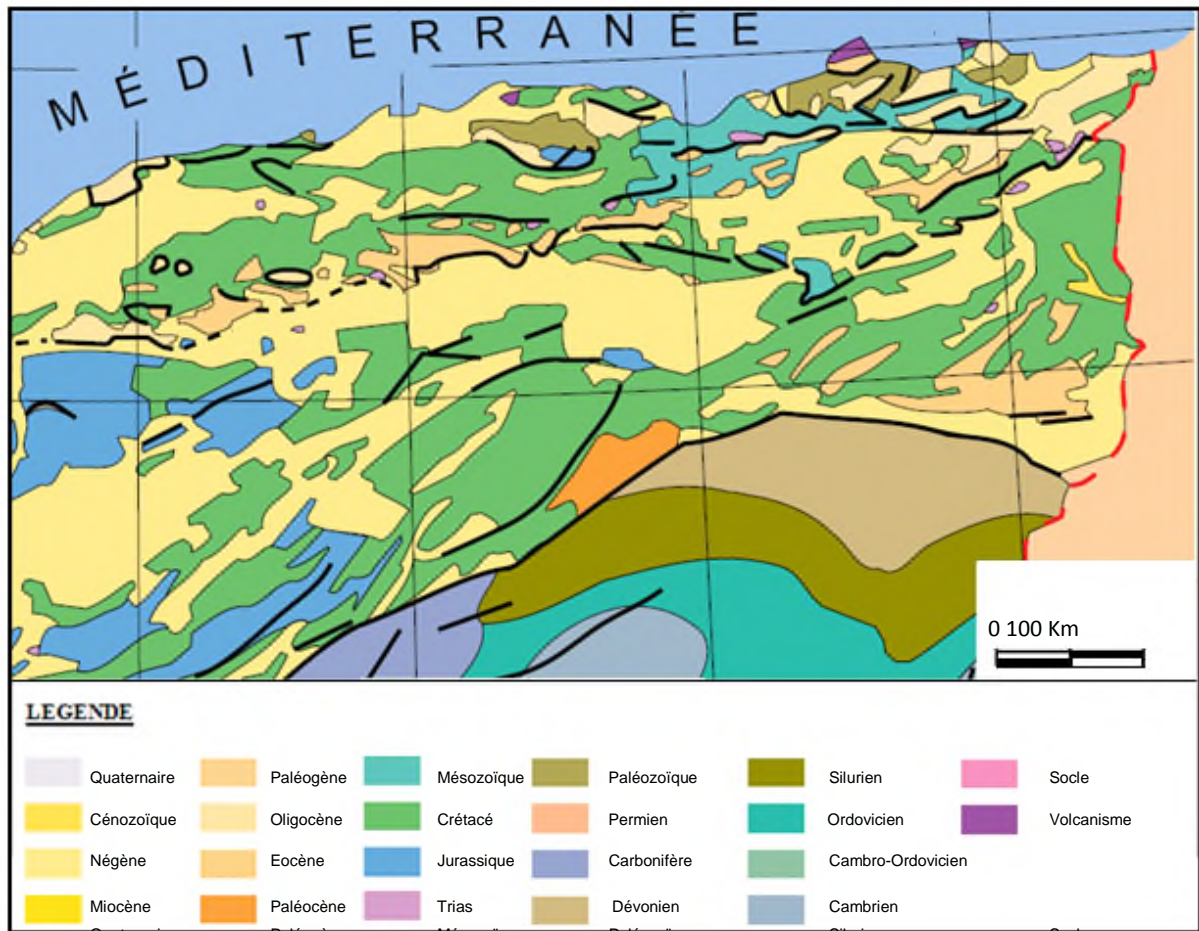 MÉDITERRANÉE
0 100 Km
LEGENDE
Quaternaire Paléogène Mésozoïque Paléozoïque Silurien Socle
Cénozoïque Oligocène Crétacé Permien Ordovicien Volcanisme
Négène Eocène Jurassique Carbonifère Cambro-Ordovicien
Miocène Paléocène Trias Dévonien Cambrien